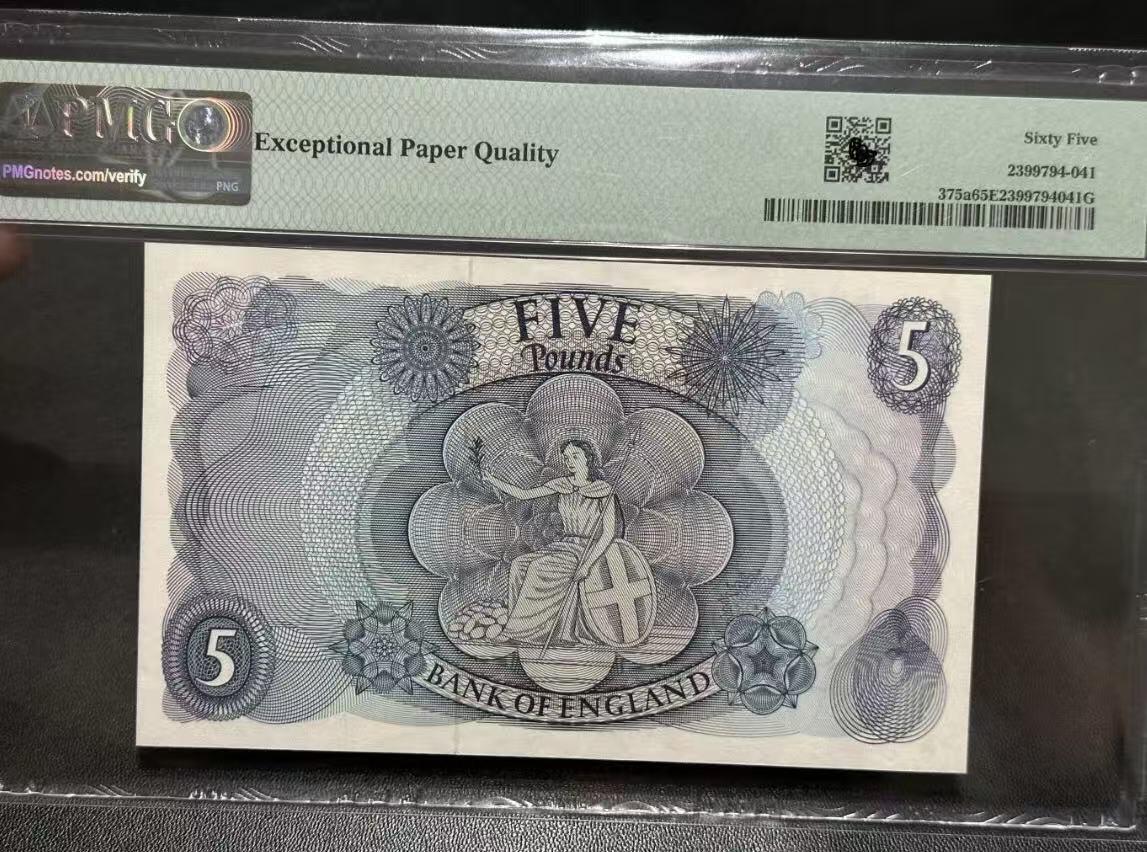 PMG
PMGnotes.com/verify
PNG
Exceptional Paper Quality
Sixty Five
2399794-041
375a65E2399794041G
FIVE
Pounds
5
5
BANK OF ENGLAND